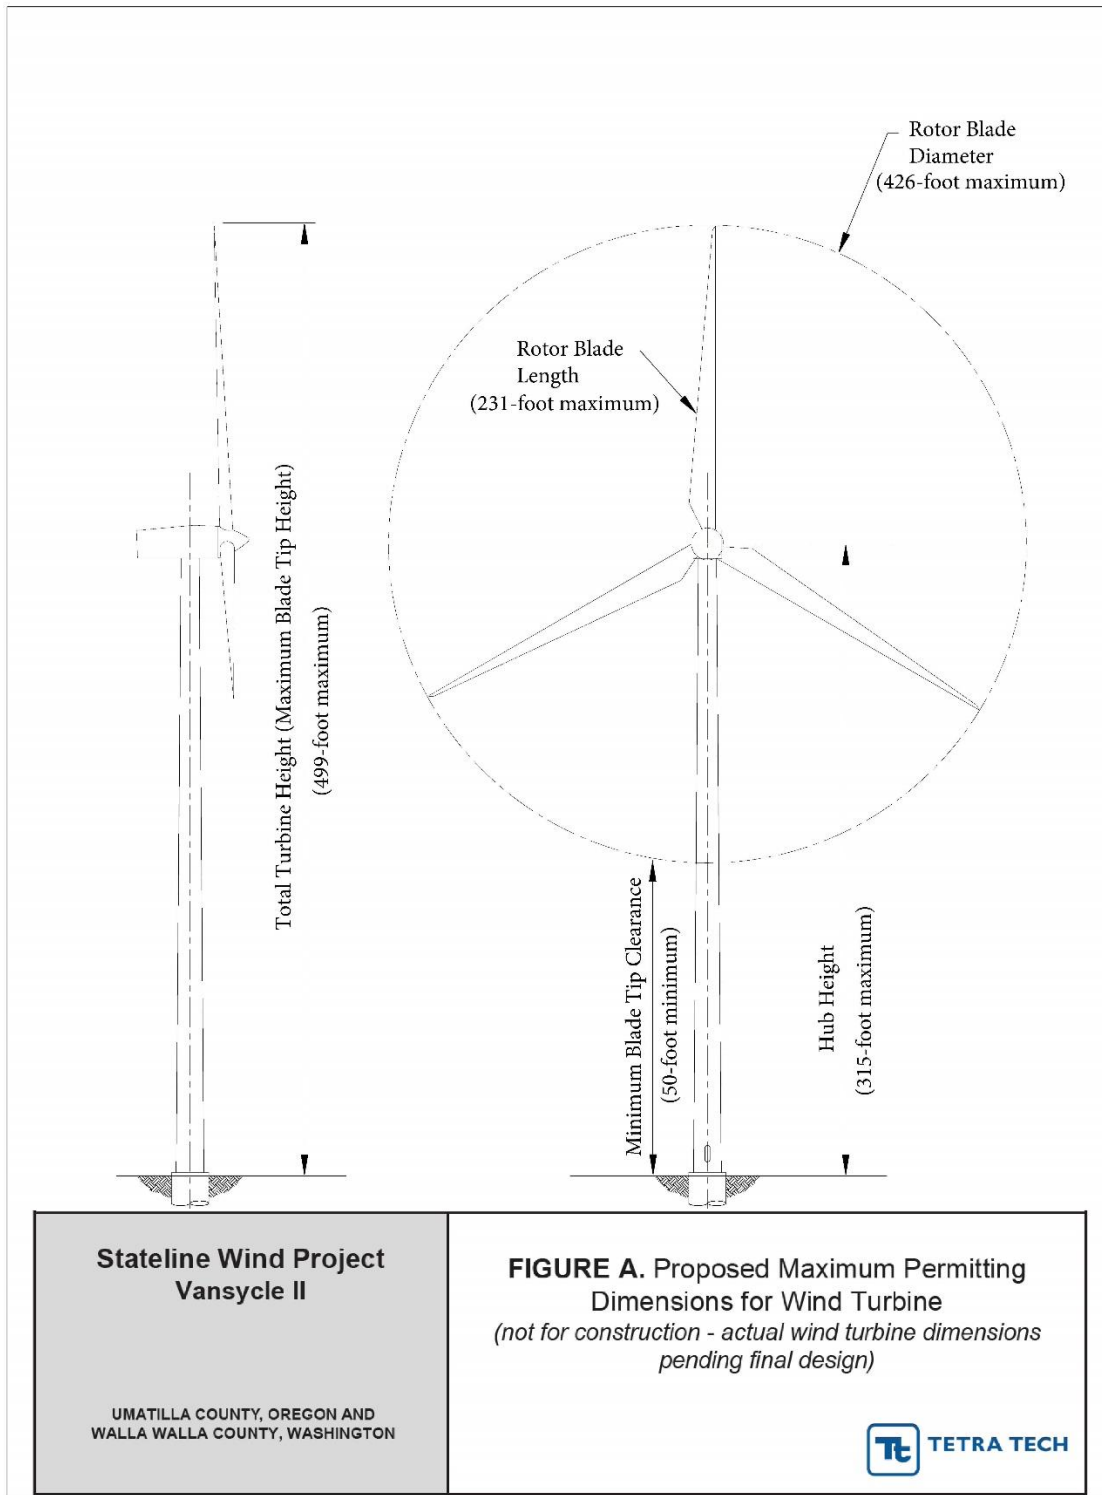 Rotor Blade
Diameter
(426-foot maximum)
Rotor Blade
Length
(231-foot maximum)
Total Turbine Height (Maximum Blade Tip Height)
(499-foot maximum)
Minimum Blade Tip Clearance
(50-foot minimum)
Hub Height
(315-foot maximum)
Stateline Wind Project
Vansycle II
UMATILLA COUNTY, OREGON AND
WALLA WALLA COUNTY, WASHINGTON
FIGURE A. Proposed Maximum Permitting
Dimensions for Wind Turbine
(not for construction - actual wind turbine dimensions
pending final design)
Tt TETRA TECH